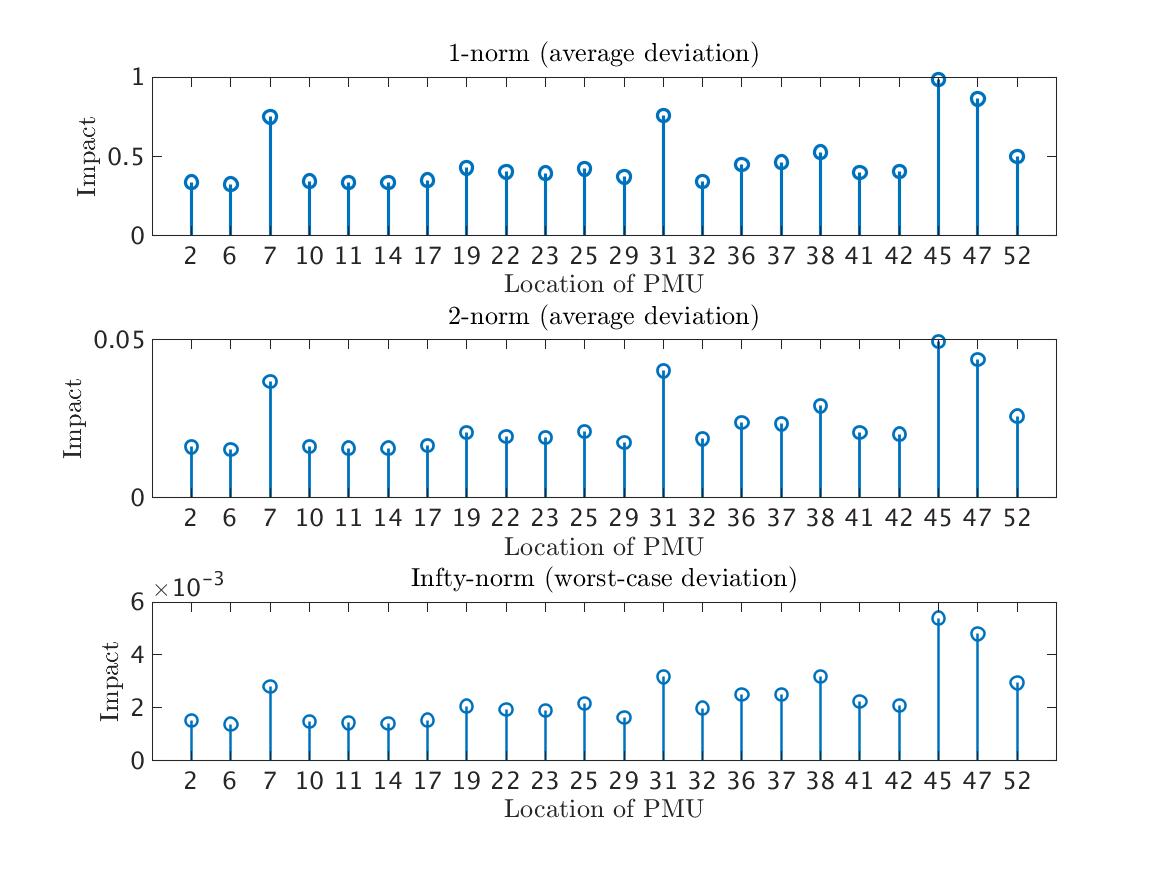 1-norm (average deviation)
1
0.5
0
Impact
2 6 7 10 11 14 17 19 22 23 25 29 31 32 36 37 38 41 42 45 47 52
Location of PMU
2-norm (average deviation)
0.05
0
Impact
2 6 7 10 11 14 17 19 22 23 25 29 31 32 36 37 38 41 42 45 47 52
Location of PMU
Infty-norm (worst-case deviation)
×10⁻³
6
4
2
0
Impact
2 6 7 10 11 14 17 19 22 23 25 29 31 32 36 37 38 41 42 45 47 52
Location of PMU